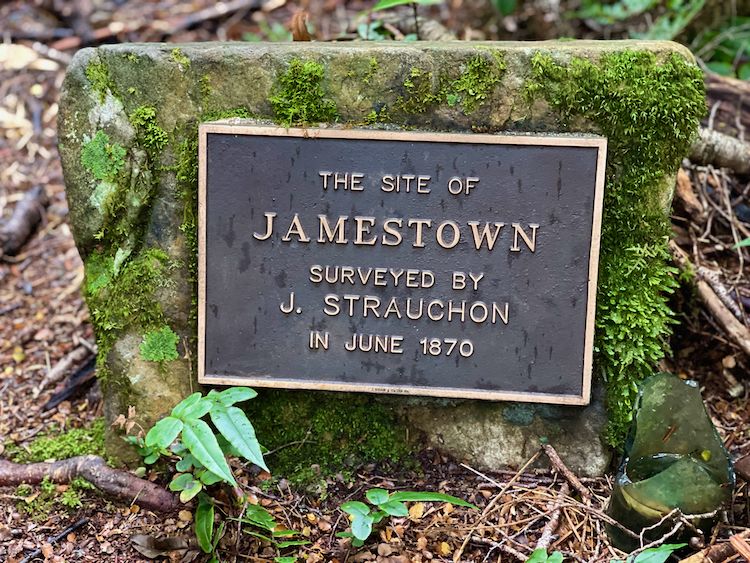 THE SITE OF
JAMESTOWN
SURVEYED BY
J. STRAUCHON
IN JUNE 1870